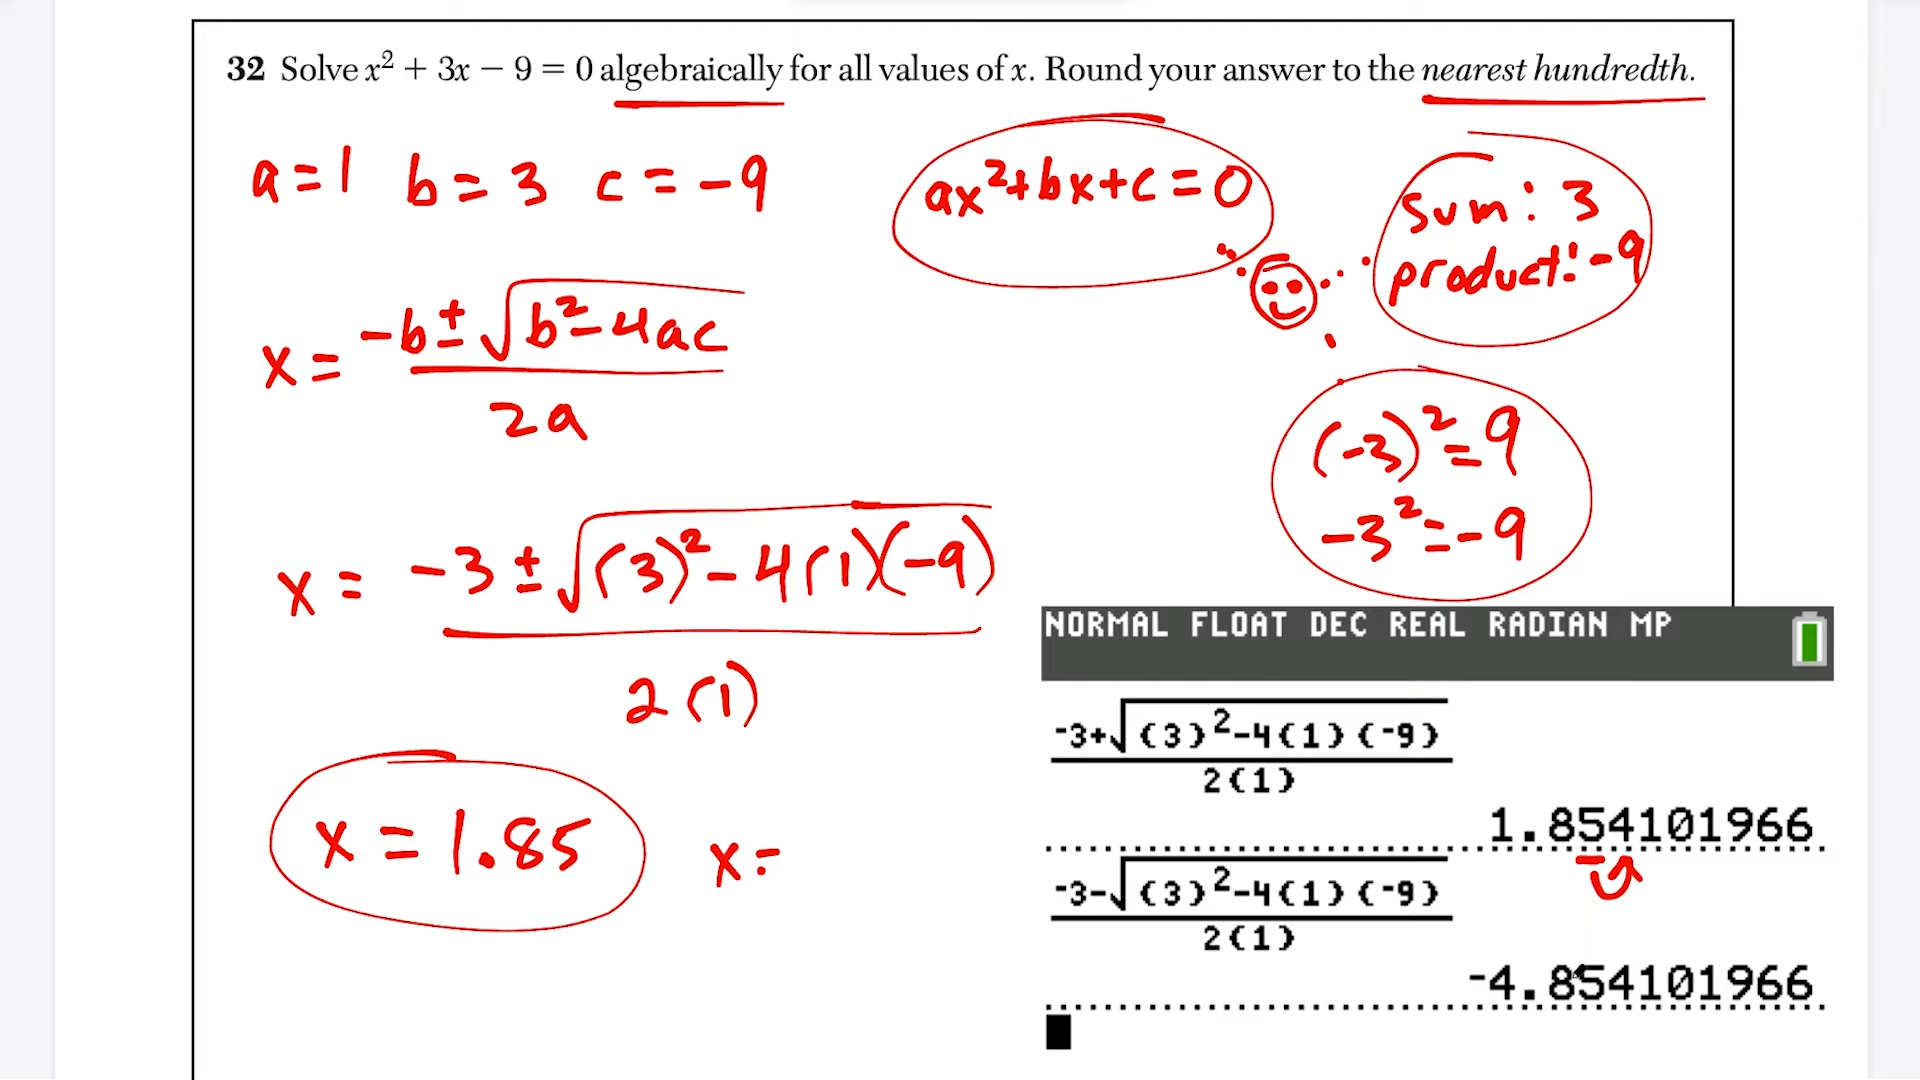 32 Solve x² + 3x − 9 = 0 algebraically for all values of x. Round your answer to the nearest hundredth.
a=1 b=3 c=-9
ax²+bx+c=0
sum: 3
product: -9
x = (-b±√(b²-4ac))/(2a)
(-3)²=9
-3²=-9
x = (-3±√((3)²-4(1)(-9)))/(2(1))
x = 1.85 x=
NORMAL FLOAT DEC REAL RADIAN MP
(-3+√((3)²-4(1)(-9)))/(2(1))
1.854101966
(-3-√((3)²-4(1)(-9)))/(2(1))
-4.854101966